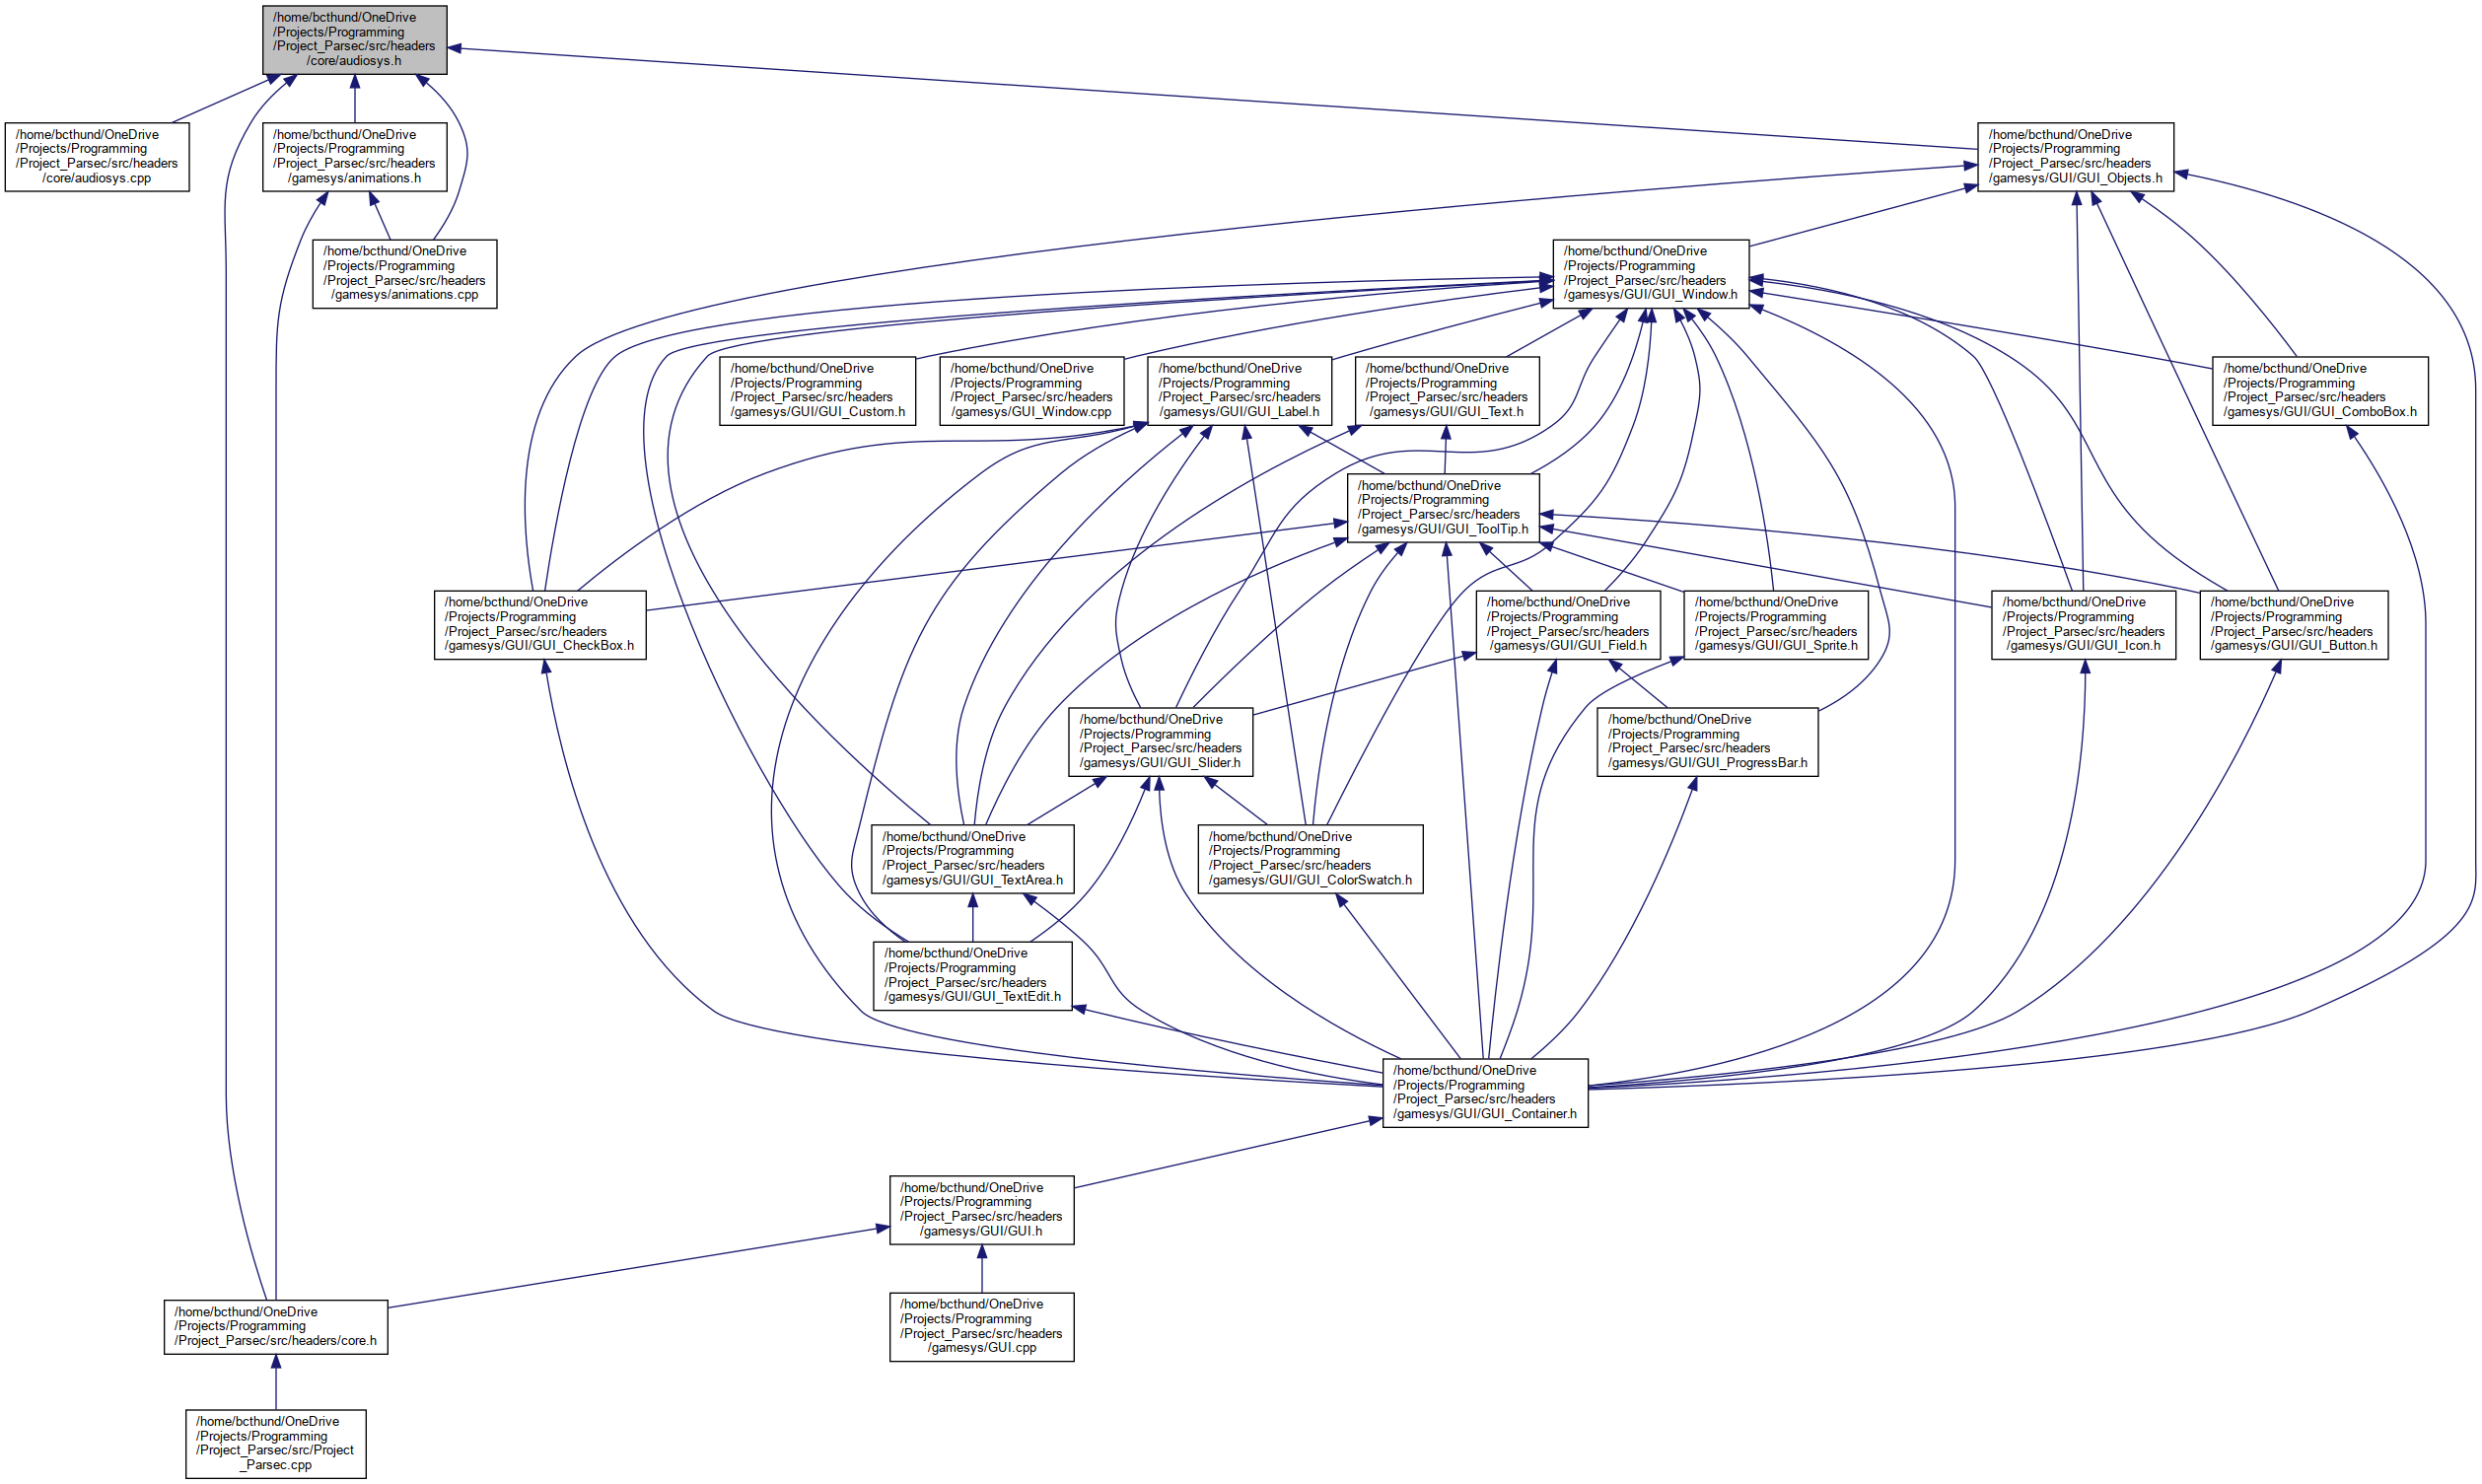 /home/bcthund/OneDrive
/Projects/Programming
/Project_Parsec/src/headers
/core/audiosys.h
/home/bcthund/OneDrive
/Projects/Programming
/Project_Parsec/src/headers
/core/audiosys.cpp
/home/bcthund/OneDrive
/Projects/Programming
/Project_Parsec/src/headers
/gamesys/animations.h
/home/bcthund/OneDrive
/Projects/Programming
/Project_Parsec/src/headers
/gamesys/GUI/GUI_Objects.h
/home/bcthund/OneDrive
/Projects/Programming
/Project_Parsec/src/headers
/gamesys/animations.cpp
/home/bcthund/OneDrive
/Projects/Programming
/Project_Parsec/src/headers
/gamesys/GUI/GUI_Window.h
/home/bcthund/OneDrive
/Projects/Programming
/Project_Parsec/src/headers
/gamesys/GUI/GUI_Custom.h
/home/bcthund/OneDrive
/Projects/Programming
/Project_Parsec/src/headers
/gamesys/GUI_Window.cpp
/home/bcthund/OneDrive
/Projects/Programming
/Project_Parsec/src/headers
/gamesys/GUI/GUI_Label.h
/home/bcthund/OneDrive
/Projects/Programming
/Project_Parsec/src/headers
/gamesys/GUI/GUI_Text.h
/home/bcthund/OneDrive
/Projects/Programming
/Project_Parsec/src/headers
/gamesys/GUI/GUI_ComboBox.h
/home/bcthund/OneDrive
/Projects/Programming
/Project_Parsec/src/headers
/gamesys/GUI/GUI_ToolTip.h
/home/bcthund/OneDrive
/Projects/Programming
/Project_Parsec/src/headers
/gamesys/GUI/GUI_CheckBox.h
/home/bcthund/OneDrive
/Projects/Programming
/Project_Parsec/src/headers
/gamesys/GUI/GUI_Field.h
/home/bcthund/OneDrive
/Projects/Programming
/Project_Parsec/src/headers
/gamesys/GUI/GUI_Sprite.h
/home/bcthund/OneDrive
/Projects/Programming
/Project_Parsec/src/headers
/gamesys/GUI/GUI_Icon.h
/home/bcthund/OneDrive
/Projects/Programming
/Project_Parsec/src/headers
/gamesys/GUI/GUI_Button.h
/home/bcthund/OneDrive
/Projects/Programming
/Project_Parsec/src/headers
/gamesys/GUI/GUI_Slider.h
/home/bcthund/OneDrive
/Projects/Programming
/Project_Parsec/src/headers
/gamesys/GUI/GUI_ProgressBar.h
/home/bcthund/OneDrive
/Projects/Programming
/Project_Parsec/src/headers
/gamesys/GUI/GUI_TextArea.h
/home/bcthund/OneDrive
/Projects/Programming
/Project_Parsec/src/headers
/gamesys/GUI/GUI_ColorSwatch.h
/home/bcthund/OneDrive
/Projects/Programming
/Project_Parsec/src/headers
/gamesys/GUI/GUI_TextEdit.h
/home/bcthund/OneDrive
/Projects/Programming
/Project_Parsec/src/headers
/gamesys/GUI/GUI_Container.h
/home/bcthund/OneDrive
/Projects/Programming
/Project_Parsec/src/headers
/gamesys/GUI/GUI.h
/home/bcthund/OneDrive
/Projects/Programming
/Project_Parsec/src/headers/core.h
/home/bcthund/OneDrive
/Projects/Programming
/Project_Parsec/src/headers
/gamesys/GUI.cpp
/home/bcthund/OneDrive
/Projects/Programming
/Project_Parsec/src/Project
_Parsec.cpp